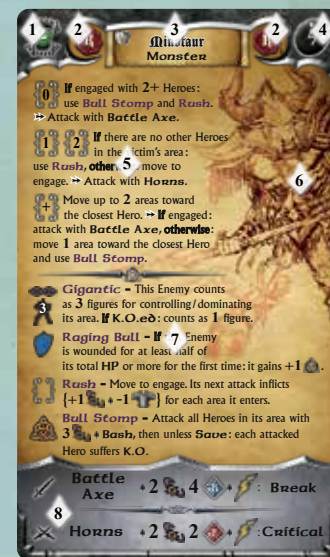 1 2 3 2 4
Minotaur
Monster
0 If engaged with 2+ Heroes:
use Bull Stomp and Rush.
Attack with Battle Axe.
1 2 If there are no other Heroes
in the victim's area: 5
use Rush, otherwise: move to
engage. Attack with Horns.
6
+ Move up to 2 areas toward
the closest Hero. If engaged:
attack with Battle Axe, otherwise:
move 1 area toward the closest Hero
and use Bull Stomp.
Gigantic - This Enemy counts
3 as 3 figures for controlling/dominating
its area. If K.O.ed: counts as 1 figure.
Raging Bull - If 7 Enemy
is wounded for at least half of
its total HP or more for the first time: it gains +1
Rush - Move to engage. Its next attack inflicts
{+1 + -1 } for each area it enters.
Bull Stomp - Attack all Heroes in its area with
3 + Bash, then unless Save: each attacked
Hero suffers K.O.
Battle Axe +2 4 + : Break
8
Horns +2 2 + : Critical